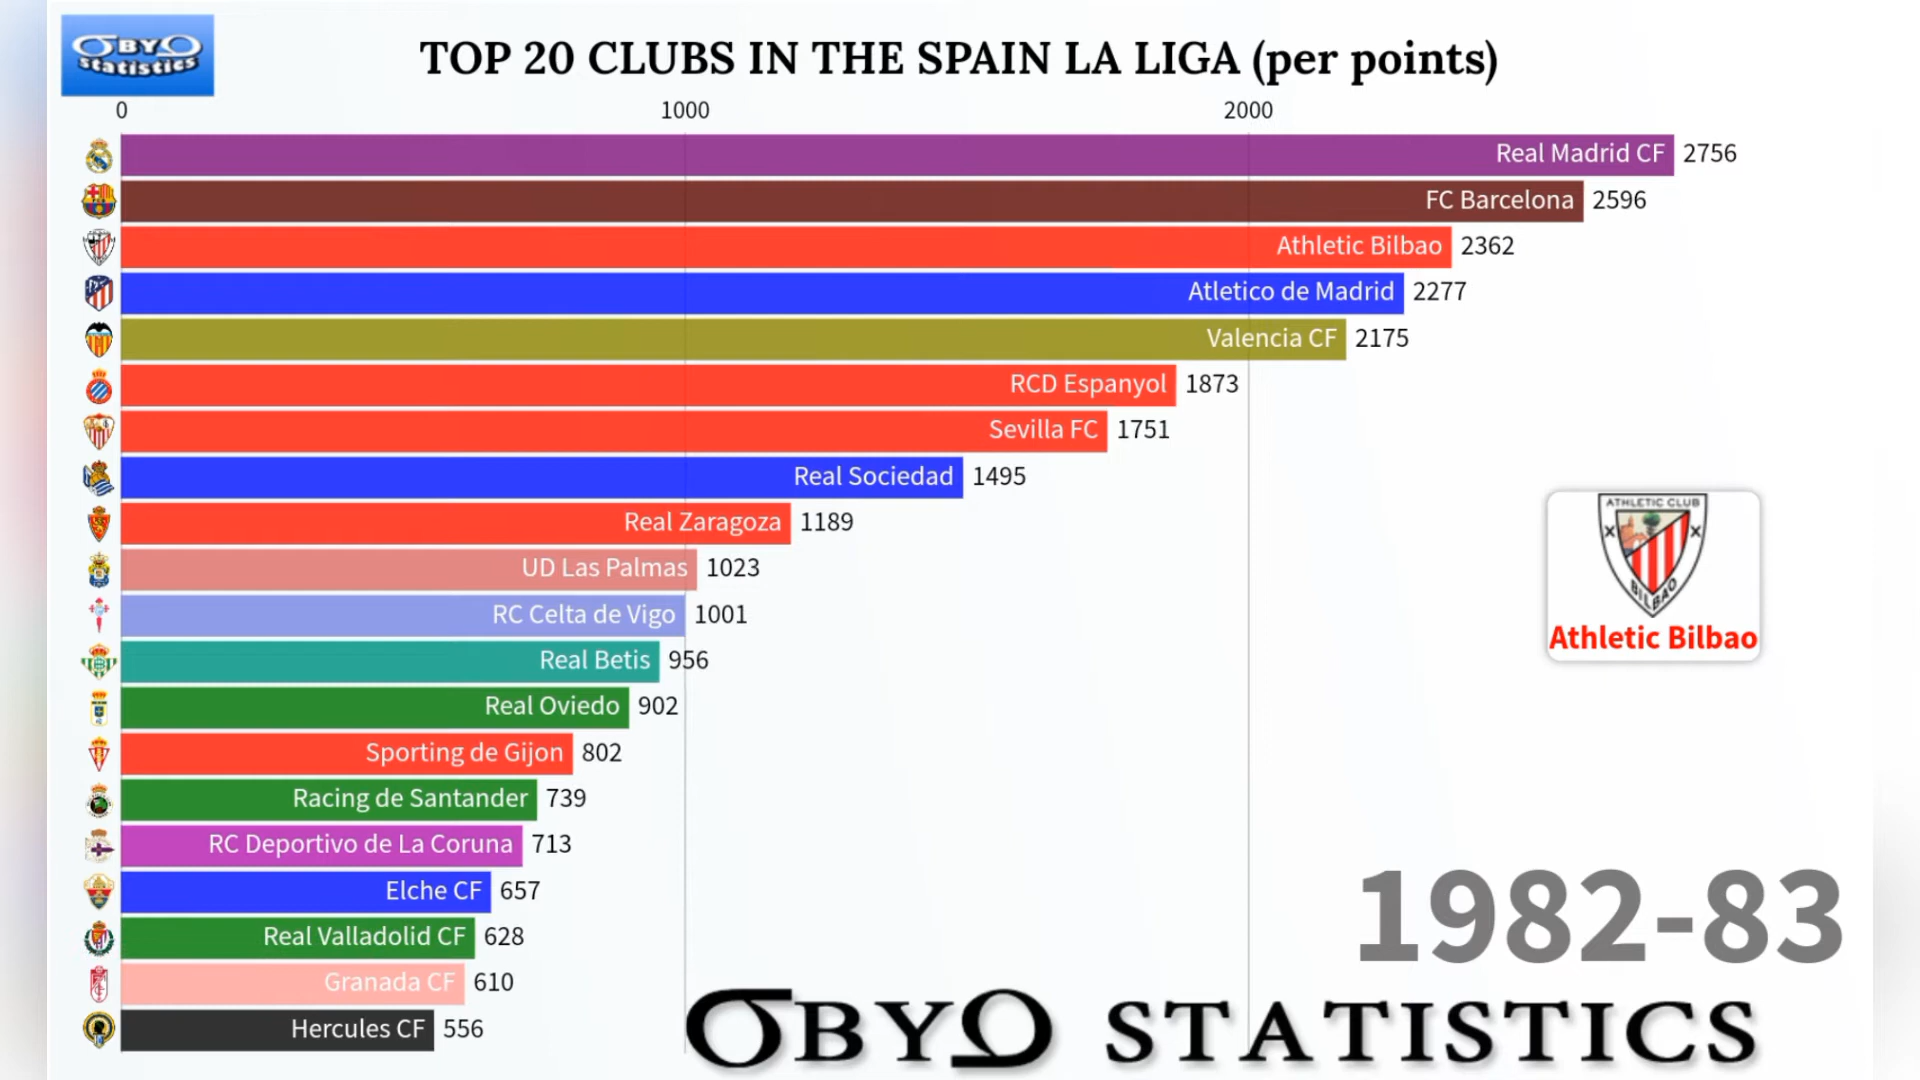 OBYO
statistics
TOP 20 CLUBS IN THE SPAIN LA LIGA (per points)
0 1000 2000
Real Madrid CF 2756
FC Barcelona 2596
Athletic Bilbao 2362
Atletico de Madrid 2277
Valencia CF 2175
RCD Espanyol 1873
Sevilla FC 1751
Real Sociedad 1495
Real Zaragoza 1189
UD Las Palmas 1023
RC Celta de Vigo 1001
Real Betis 956
Real Oviedo 902
Sporting de Gijon 802
Racing de Santander 739
RC Deportivo de La Coruna 713
Elche CF 657
Real Valladolid CF 628
Granada CF 610
Hercules CF 556
ATHLETIC CLUB
BILBAO
Athletic Bilbao
1982-83
OBYO STATISTICS